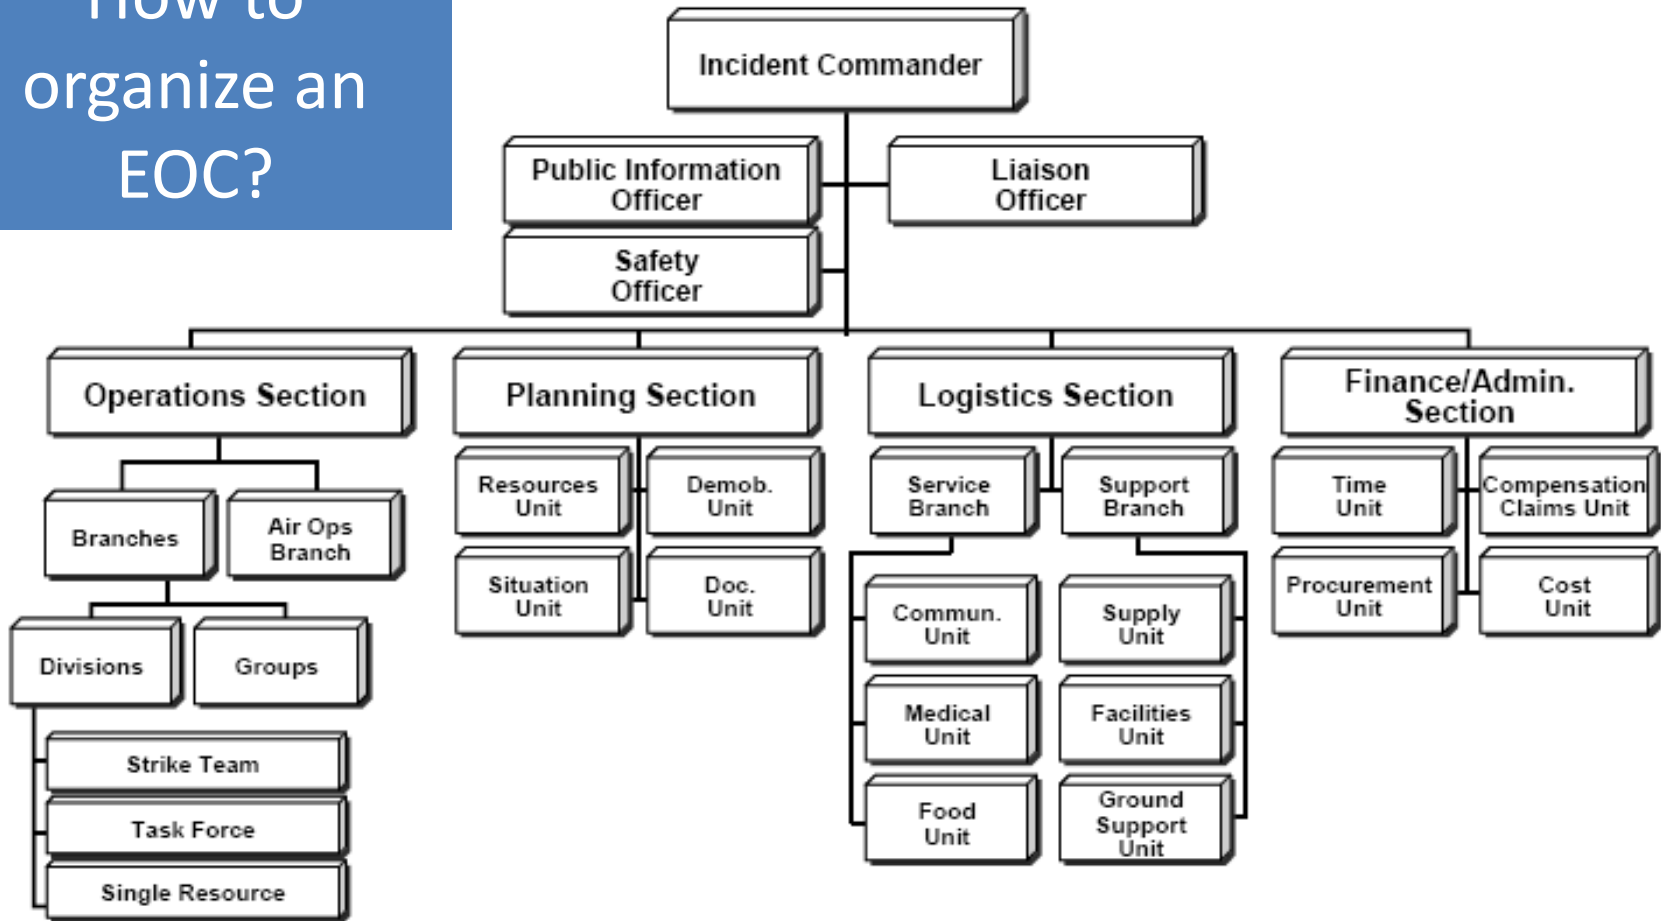 How to
organize an
EOC?
Incident Commander
Public Information
Officer
Liaison
Officer
Safety
Officer
Operations Section
Planning Section
Logistics Section
Finance/Admin.
Section
Branches
Air Ops
Branch
Divisions
Groups
Strike Team
Task Force
Single Resource
Resources
Unit
Demob.
Unit
Situation
Unit
Doc.
Unit
Service
Branch
Support
Branch
Commun.
Unit
Supply
Unit
Medical
Unit
Facilities
Unit
Food
Unit
Ground
Support
Unit
Time
Unit
Compensation
Claims Unit
Procurement
Unit
Cost
Unit